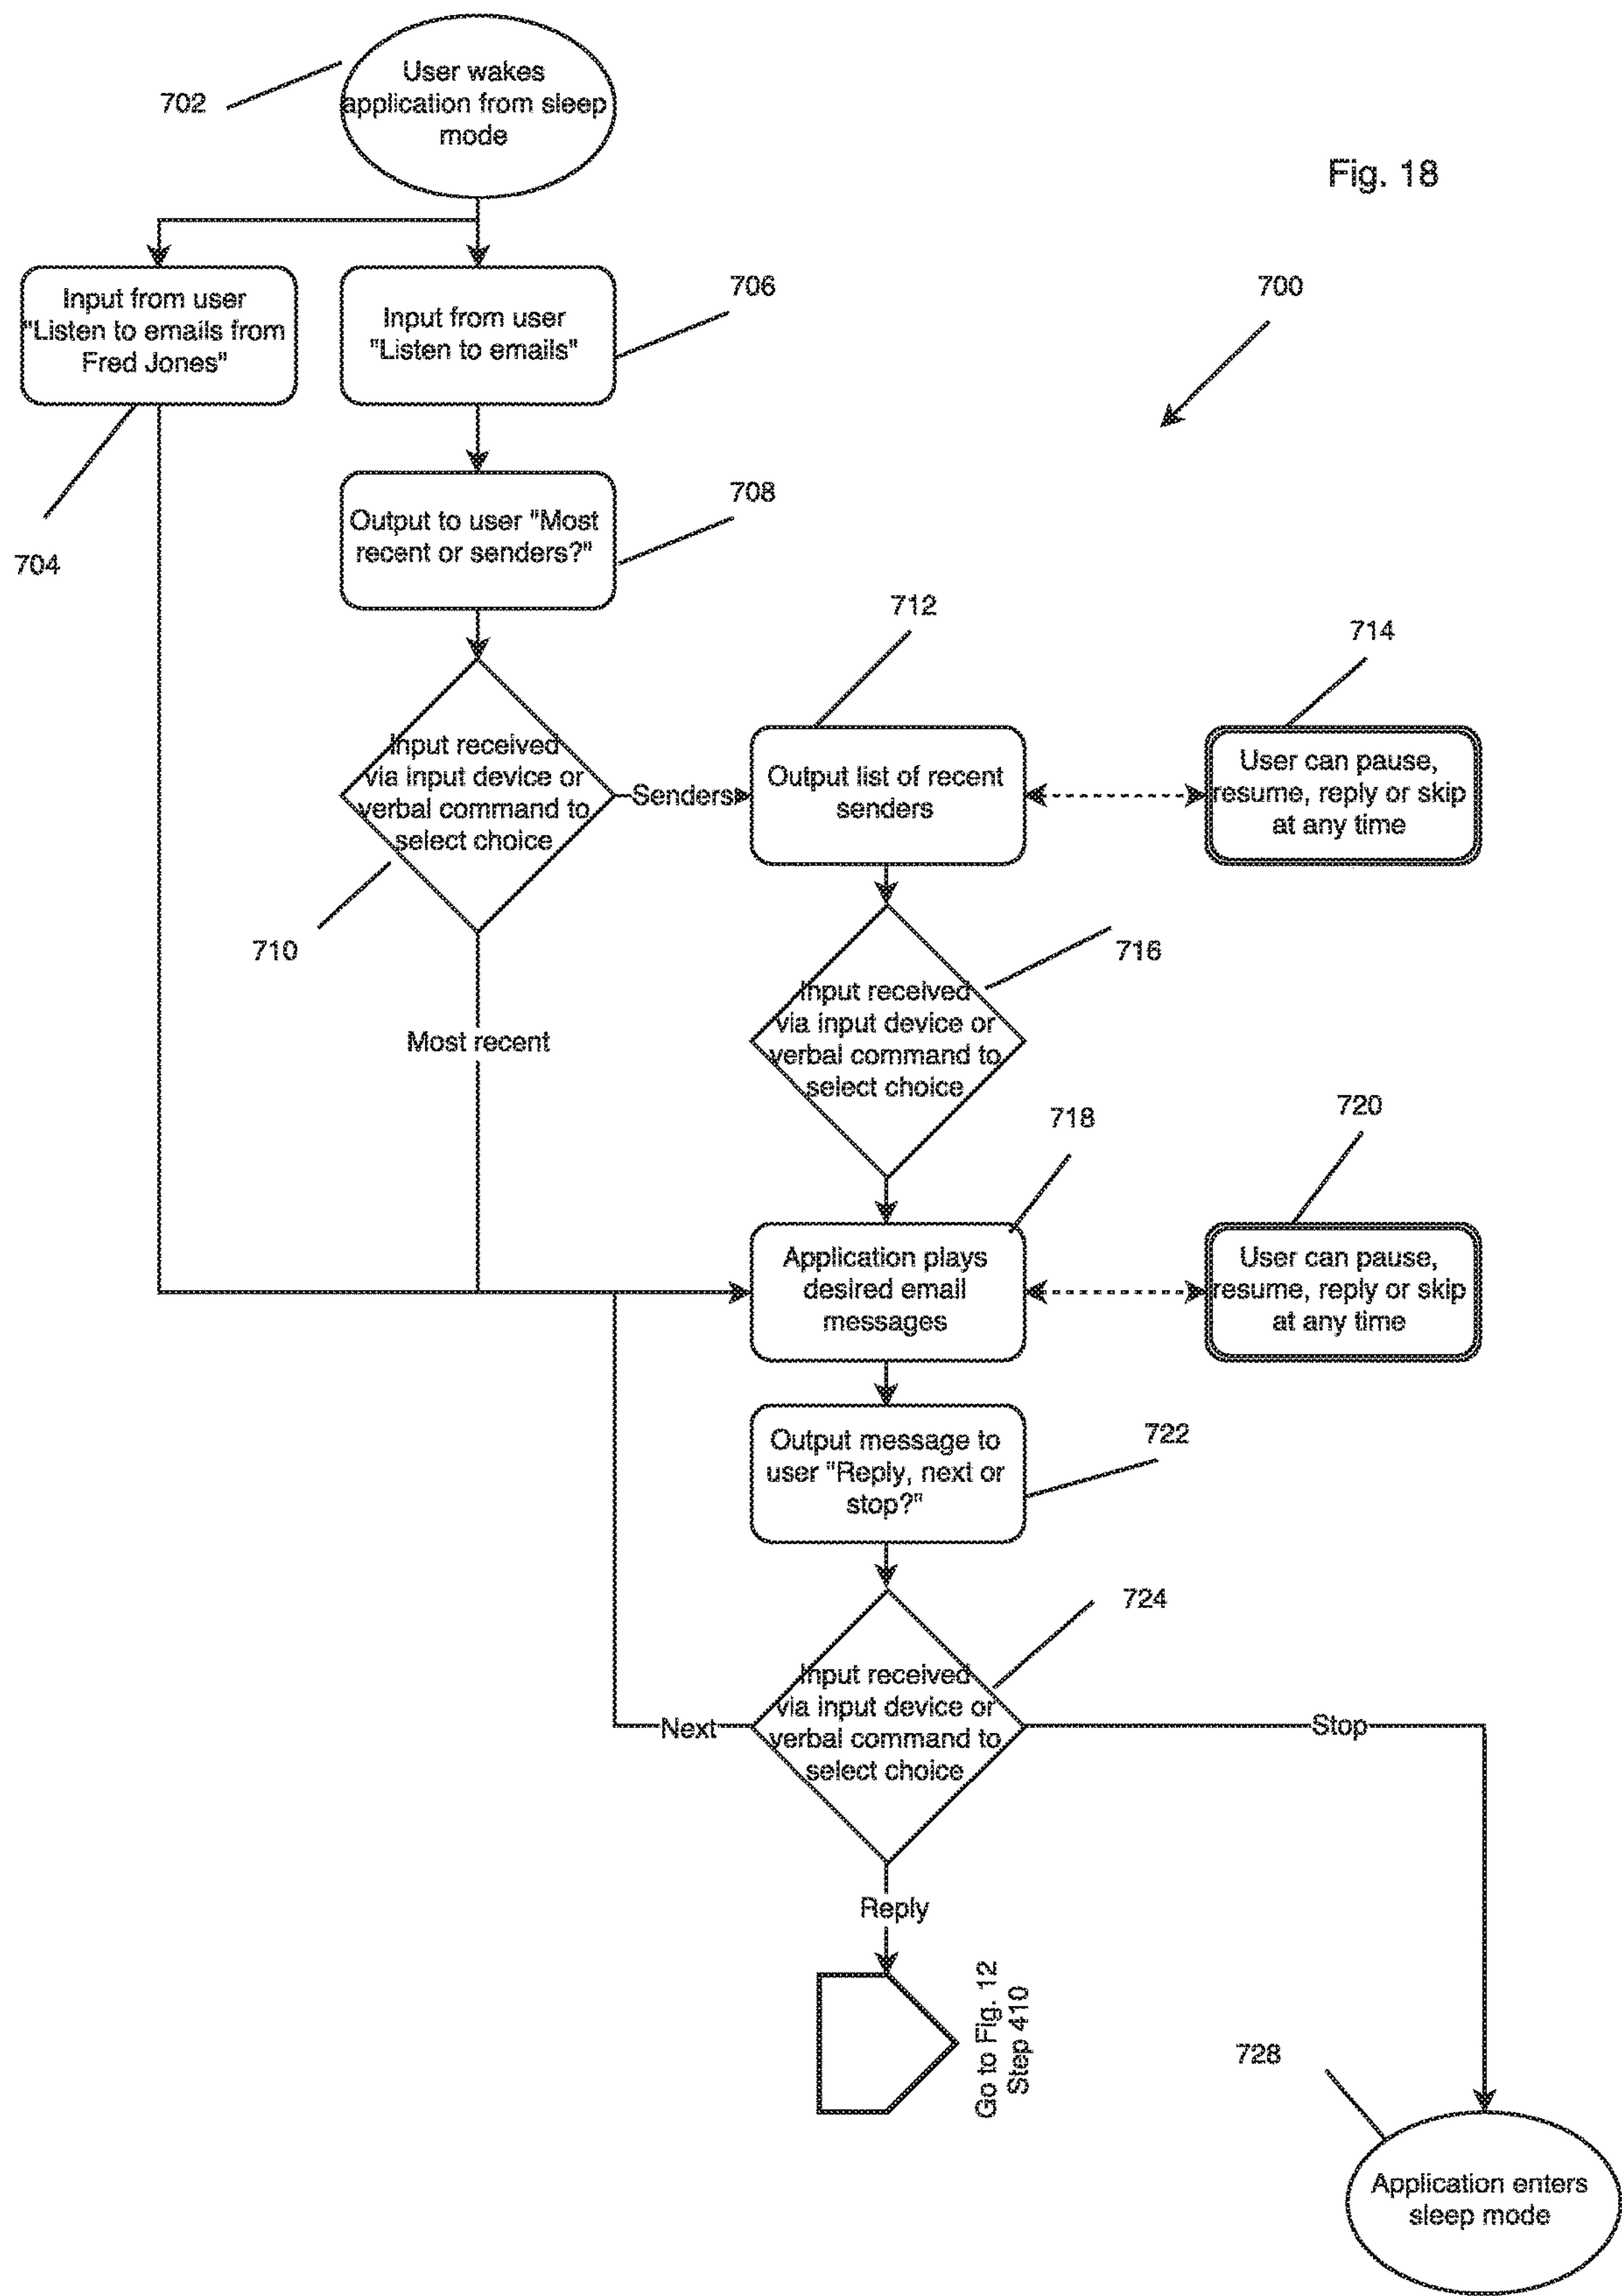 702
User wakes
application from sleep
mode
Fig. 18
Input from user
"Listen to emails from
Fred Jones"
704
Input from user
"Listen to emails"
706
700
Output to user "Most
recent or senders?"
708
Input received
via input device or
verbal command to
select choice
710
Senders
Most recent
712
Output list of recent
senders
714
User can pause,
resume, reply or skip
at any time
Input received
via input device or
verbal command to
select choice
716
718
Application plays
desired email
messages
720
User can pause,
resume, reply or skip
at any time
Output message to
user "Reply, next or
stop?"
722
724
Input received
via input device or
verbal command to
select choice
Next
Stop
Reply
Go to Fig. 12
Step 410
728
Application enters
sleep mode